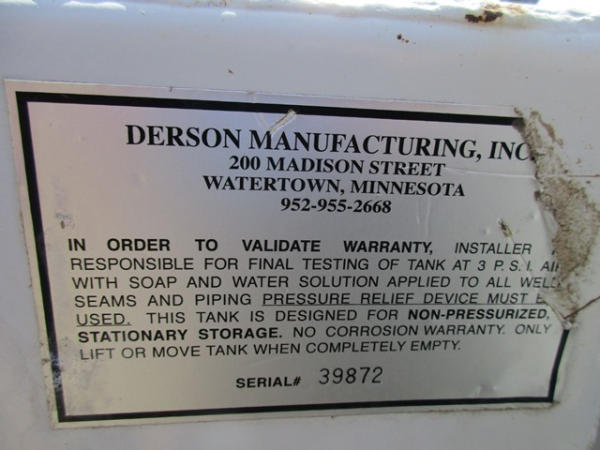 DERSON MANUFACTURING, INC
200 MADISON STREET
WATERTOWN, MINNESOTA
952-955-2668
IN ORDER TO VALIDATE WARRANTY, INSTALLER
RESPONSIBLE FOR FINAL TESTING OF TANK AT 3 P.S.I. AI
WITH SOAP AND WATER SOLUTION APPLIED TO ALL WEL
SEAMS AND PIPING PRESSURE RELIEF DEVICE MUST B
USED. THIS TANK IS DESIGNED FOR NON-PRESSURIZED,
STATIONARY STORAGE. NO CORROSION WARRANTY. ONLY
LIFT OR MOVE TANK WHEN COMPLETELY EMPTY.
SERIAL# 39872